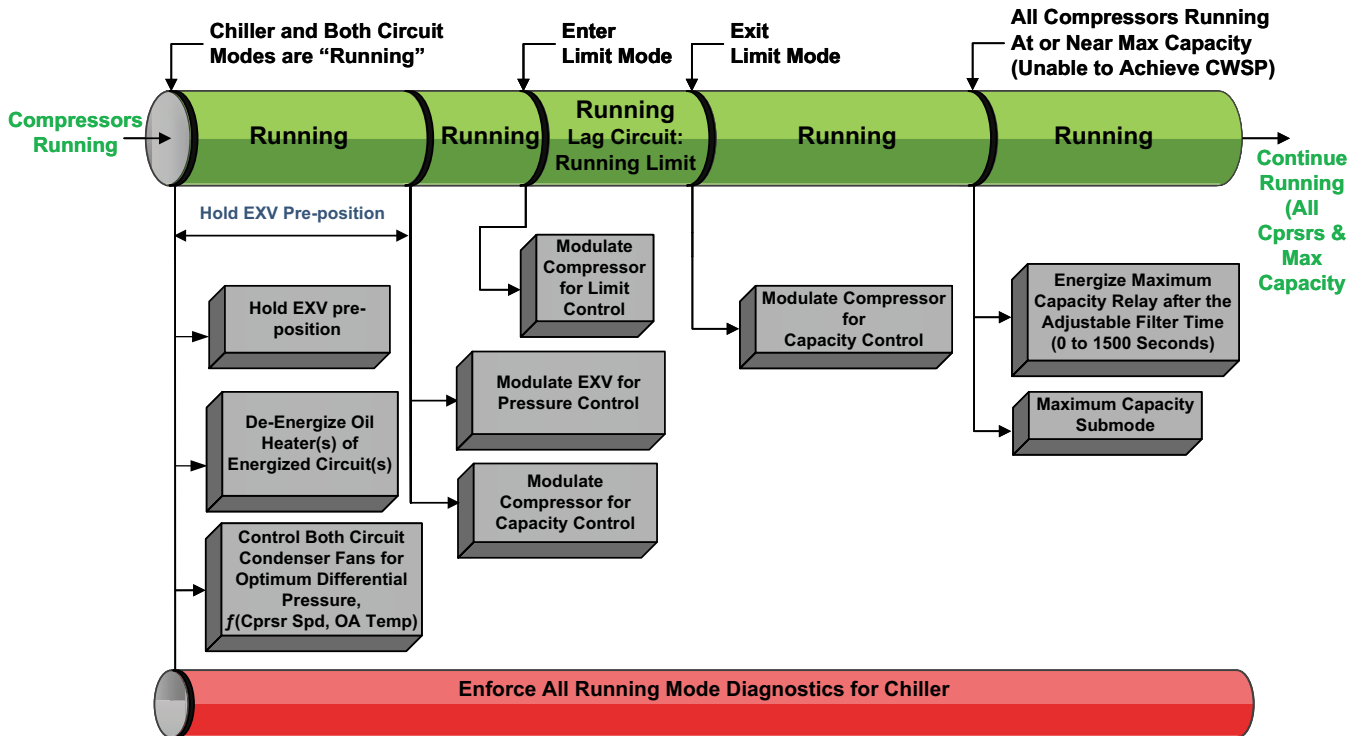 Chiller and Both Circuit
Modes are “Running”
Enter
Limit Mode
Exit
Limit Mode
All Compressors Running
At or Near Max Capacity
(Unable to Achieve CWSP)
Compressors
Running
Running
Running
Running
Lag Circuit:
Running Limit
Running
Running
Continue
Running
(All
Cprsrs &
Max
Capacity
Hold EXV Pre-position
Hold EXV pre-
position
De-Energize Oil
Heater(s) of
Energized Circuit(s)
Control Both Circuit
Condenser Fans for
Optimum Differential
Pressure,
ƒ(Cprsr Spd, OA Temp)
Modulate
Compressor
for Limit
Control
Modulate EXV for
Pressure Control
Modulate
Compressor for
Capacity Control
Modulate Compressor
for
Capacity Control
Energize Maximum
Capacity Relay after the
Adjustable Filter Time
(0 to 1500 Seconds)
Maximum Capacity
Submode
Enforce All Running Mode Diagnostics for Chiller